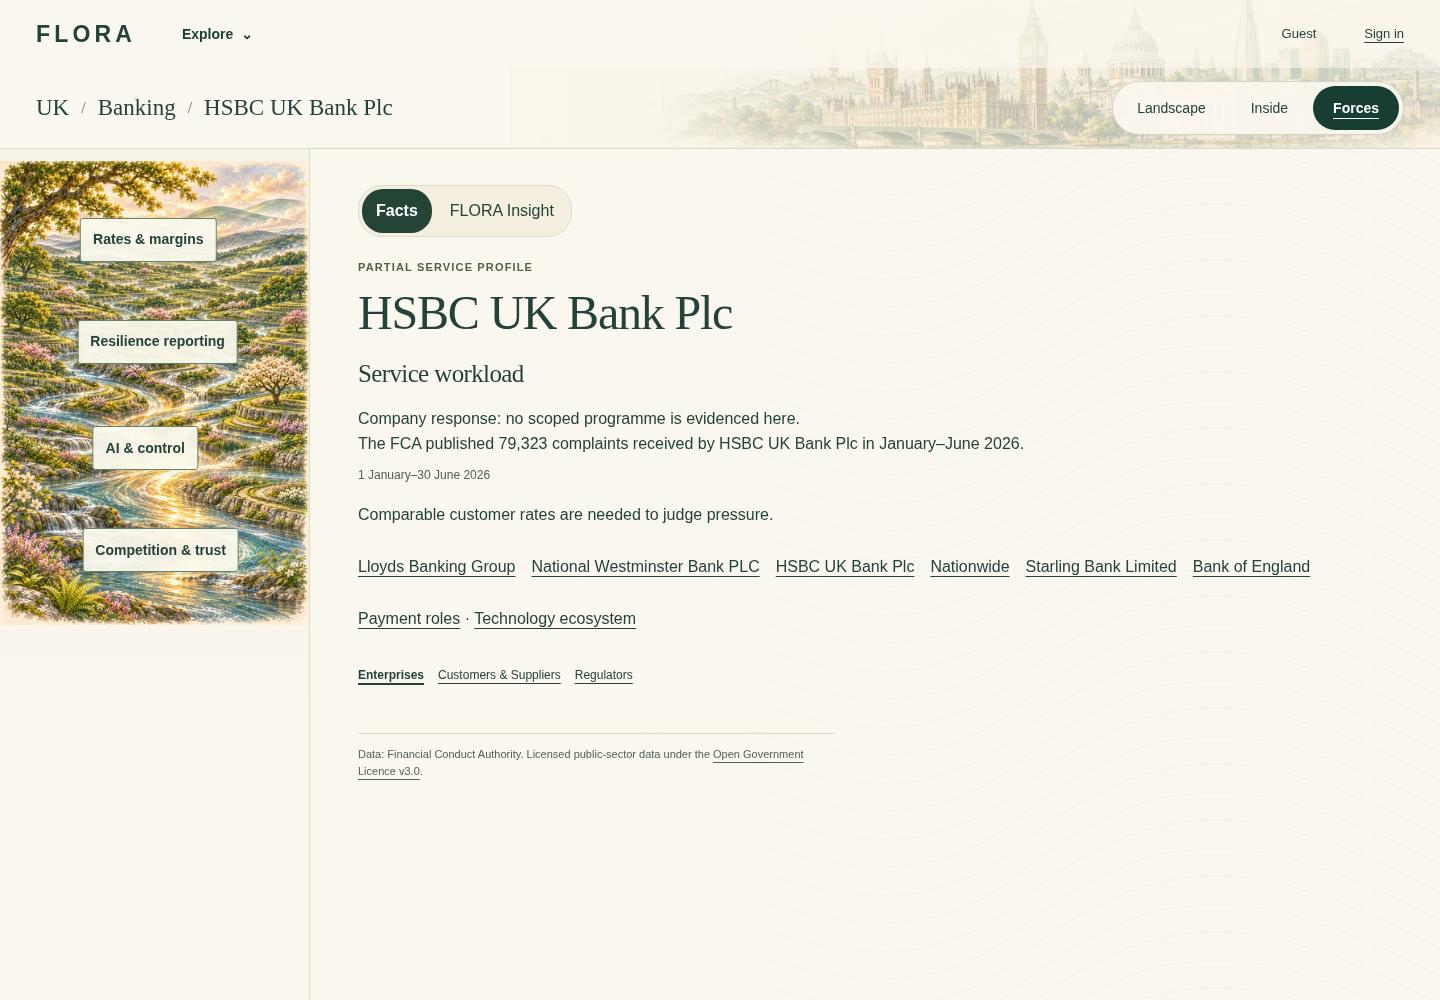 FLORA
Explore
Guest
Sign in
UK / Banking / HSBC UK Bank Plc
Landscape
Inside
Forces
Rates & margins
Resilience reporting
AI & control
Competition & trust
Facts
FLORA Insight
PARTIAL SERVICE PROFILE
HSBC UK Bank Plc
Service workload
Company response: no scoped programme is evidenced here.
The FCA published 79,323 complaints received by HSBC UK Bank Plc in January–June 2026.
1 January–30 June 2026
Comparable customer rates are needed to judge pressure.
Lloyds Banking Group National Westminster Bank PLC HSBC UK Bank Plc Nationwide Starling Bank Limited Bank of England
Payment roles · Technology ecosystem
Enterprises Customers & Suppliers Regulators
Data: Financial Conduct Authority. Licensed public-sector data under the Open Government
Licence v3.0.